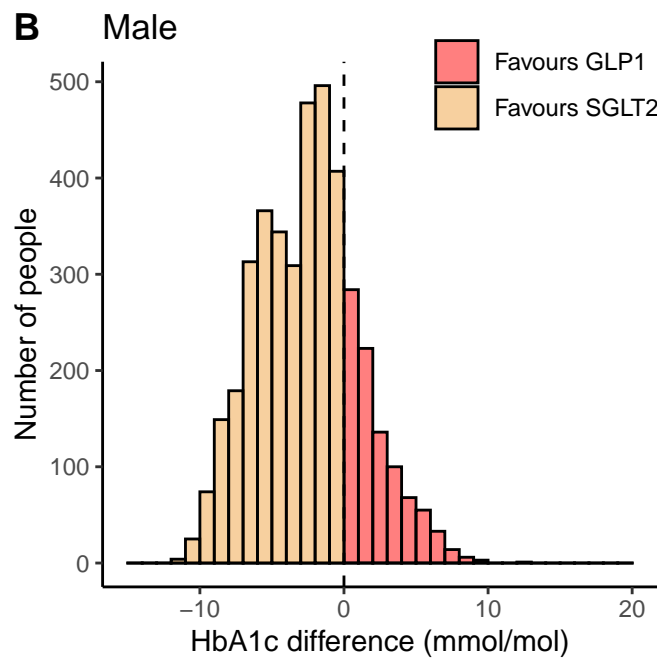 B Male
Favours GLP1
Favours SGLT2
500
400
300
200
100
0
Number of people
−10 0 10 20
HbA1c difference (mmol/mol)